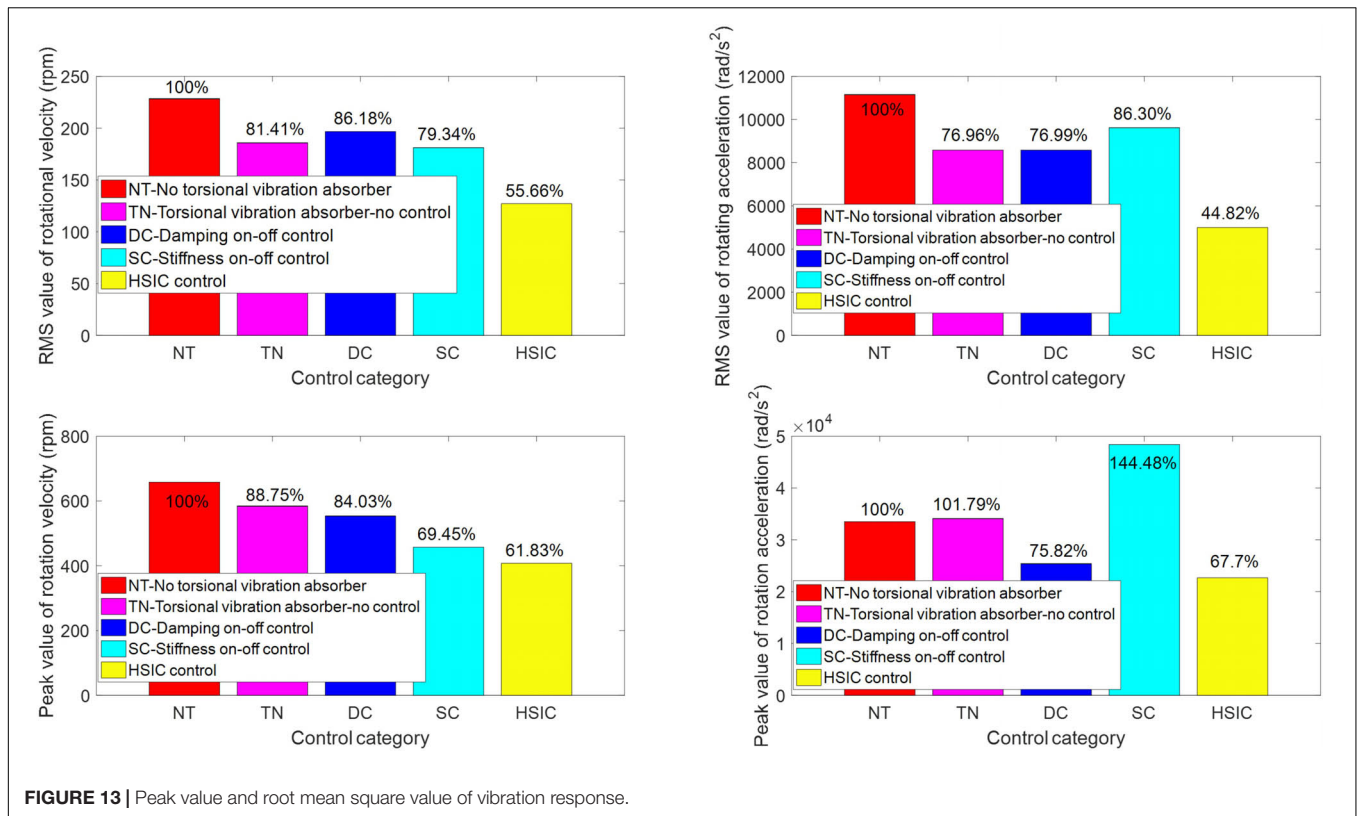 RMS value of rotational velocity (rpm)
250
200
150
100
50
0
100%
81.41%
86.18%
79.34%
55.66%
NT-No torsional vibration absorber
TN-Torsional vibration absorber-no control
DC-Damping on-off control
SC-Stiffness on-off control
HSIC control
NT TN DC SC HSIC
Control category
RMS value of rotating acceleration (rad/s²)
12000
10000
8000
6000
4000
2000
0
100%
76.96%
76.99%
86.30%
44.82%
NT-No torsional vibration absorber
TN-Torsional vibration absorber-no control
DC-Damping on-off control
SC-Stiffness on-off control
HSIC control
NT TN DC SC HSIC
Control category
Peak value of rotation velocity (rpm)
800
600
400
200
0
100%
88.75%
84.03%
69.45%
61.83%
NT-No torsional vibration absorber
TN-Torsional vibration absorber-no control
DC-Damping on-off control
SC-Stiffness on-off control
HSIC control
NT TN DC SC HSIC
Control category
Peak value of rotation acceleration (rad/s²)
×10⁴
5
4
3
2
1
0
100%
101.79%
75.82%
144.48%
67.7%
NT-No torsional vibration absorber
TN-Torsional vibration absorber-no control
DC-Damping on-off control
SC-Stiffness on-off control
HSIC control
NT TN DC SC HSIC
Control category
FIGURE 13 | Peak value and root mean square value of vibration response.